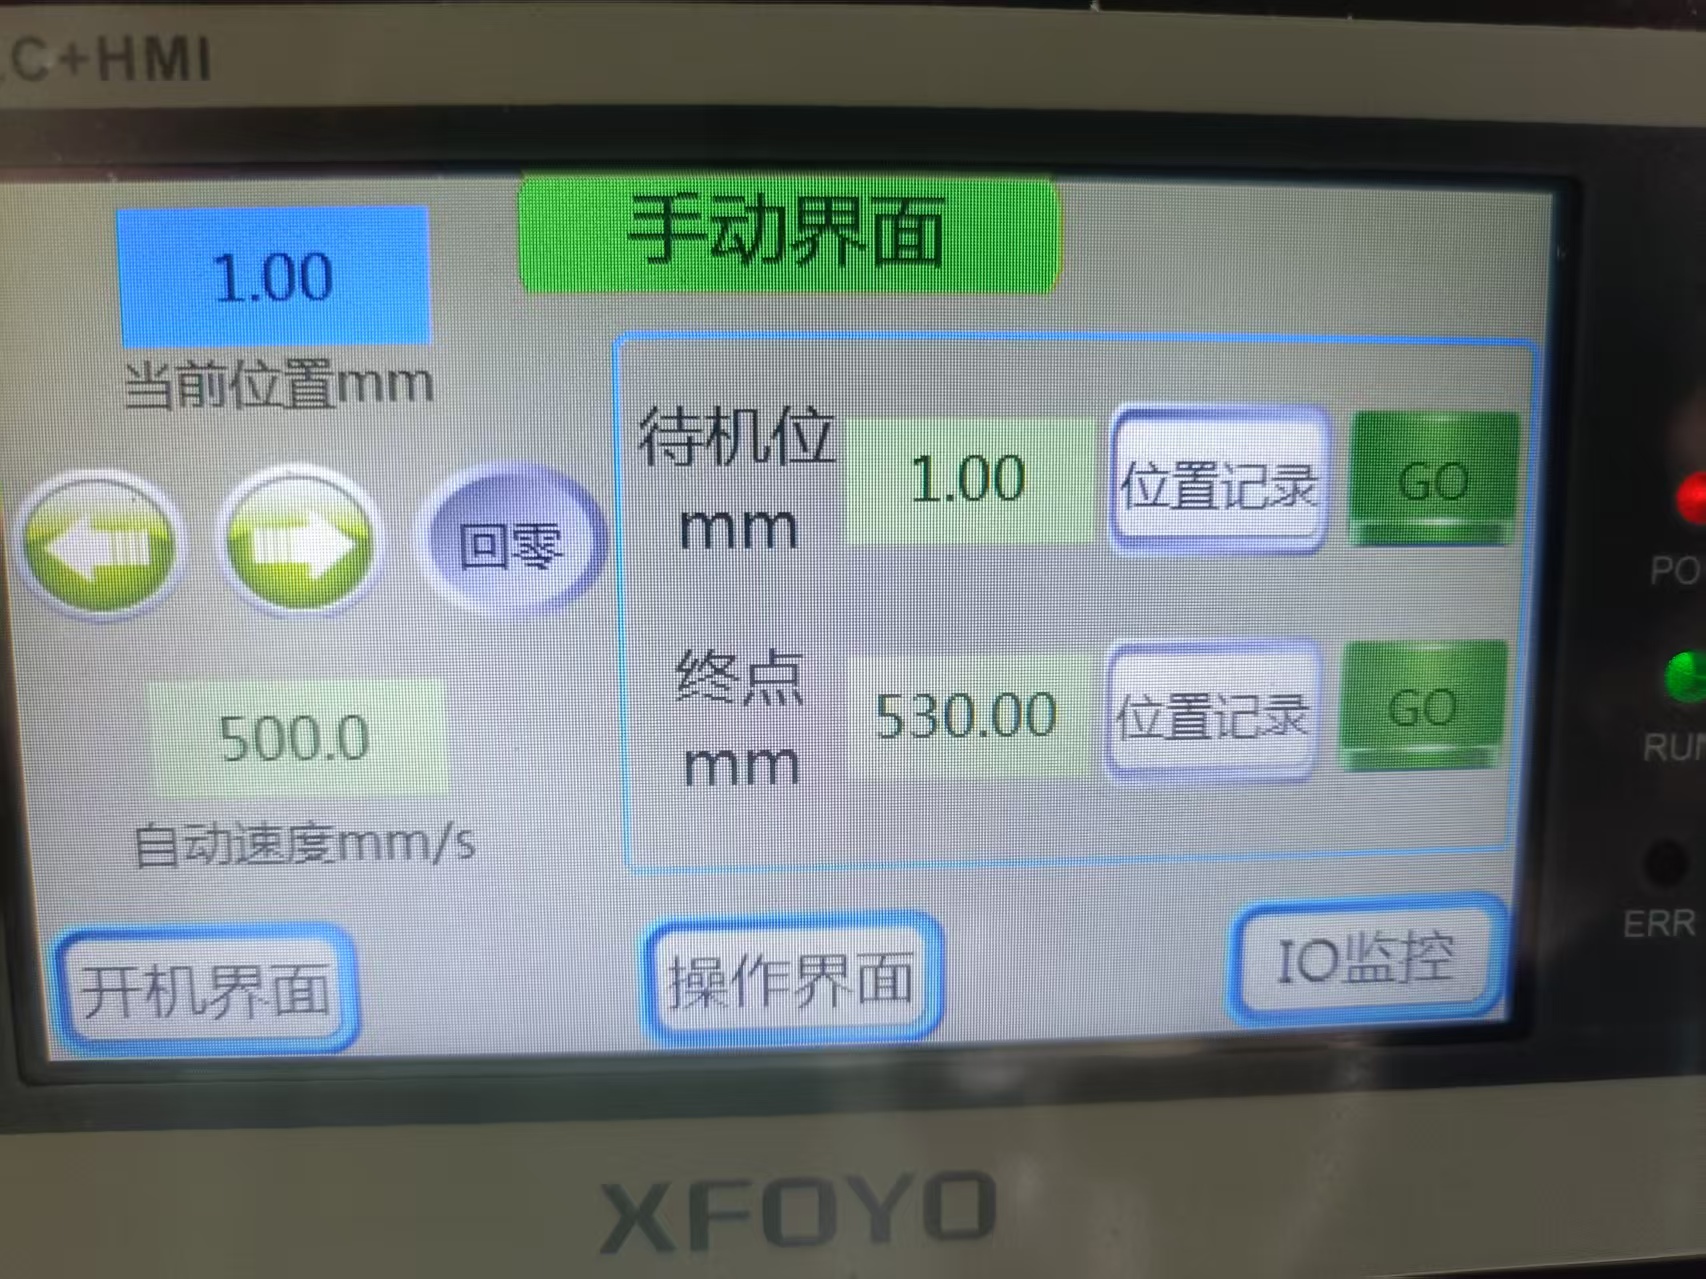 C+HMI
手动界面
1.00
当前位置mm
待机位
mm
1.00
位置记录
GO
回零
终点
mm
530.00
位置记录
GO
500.0
自动速度mm/s
开机界面
操作界面
IO监控
PO
RUN
ERR
XFOYO